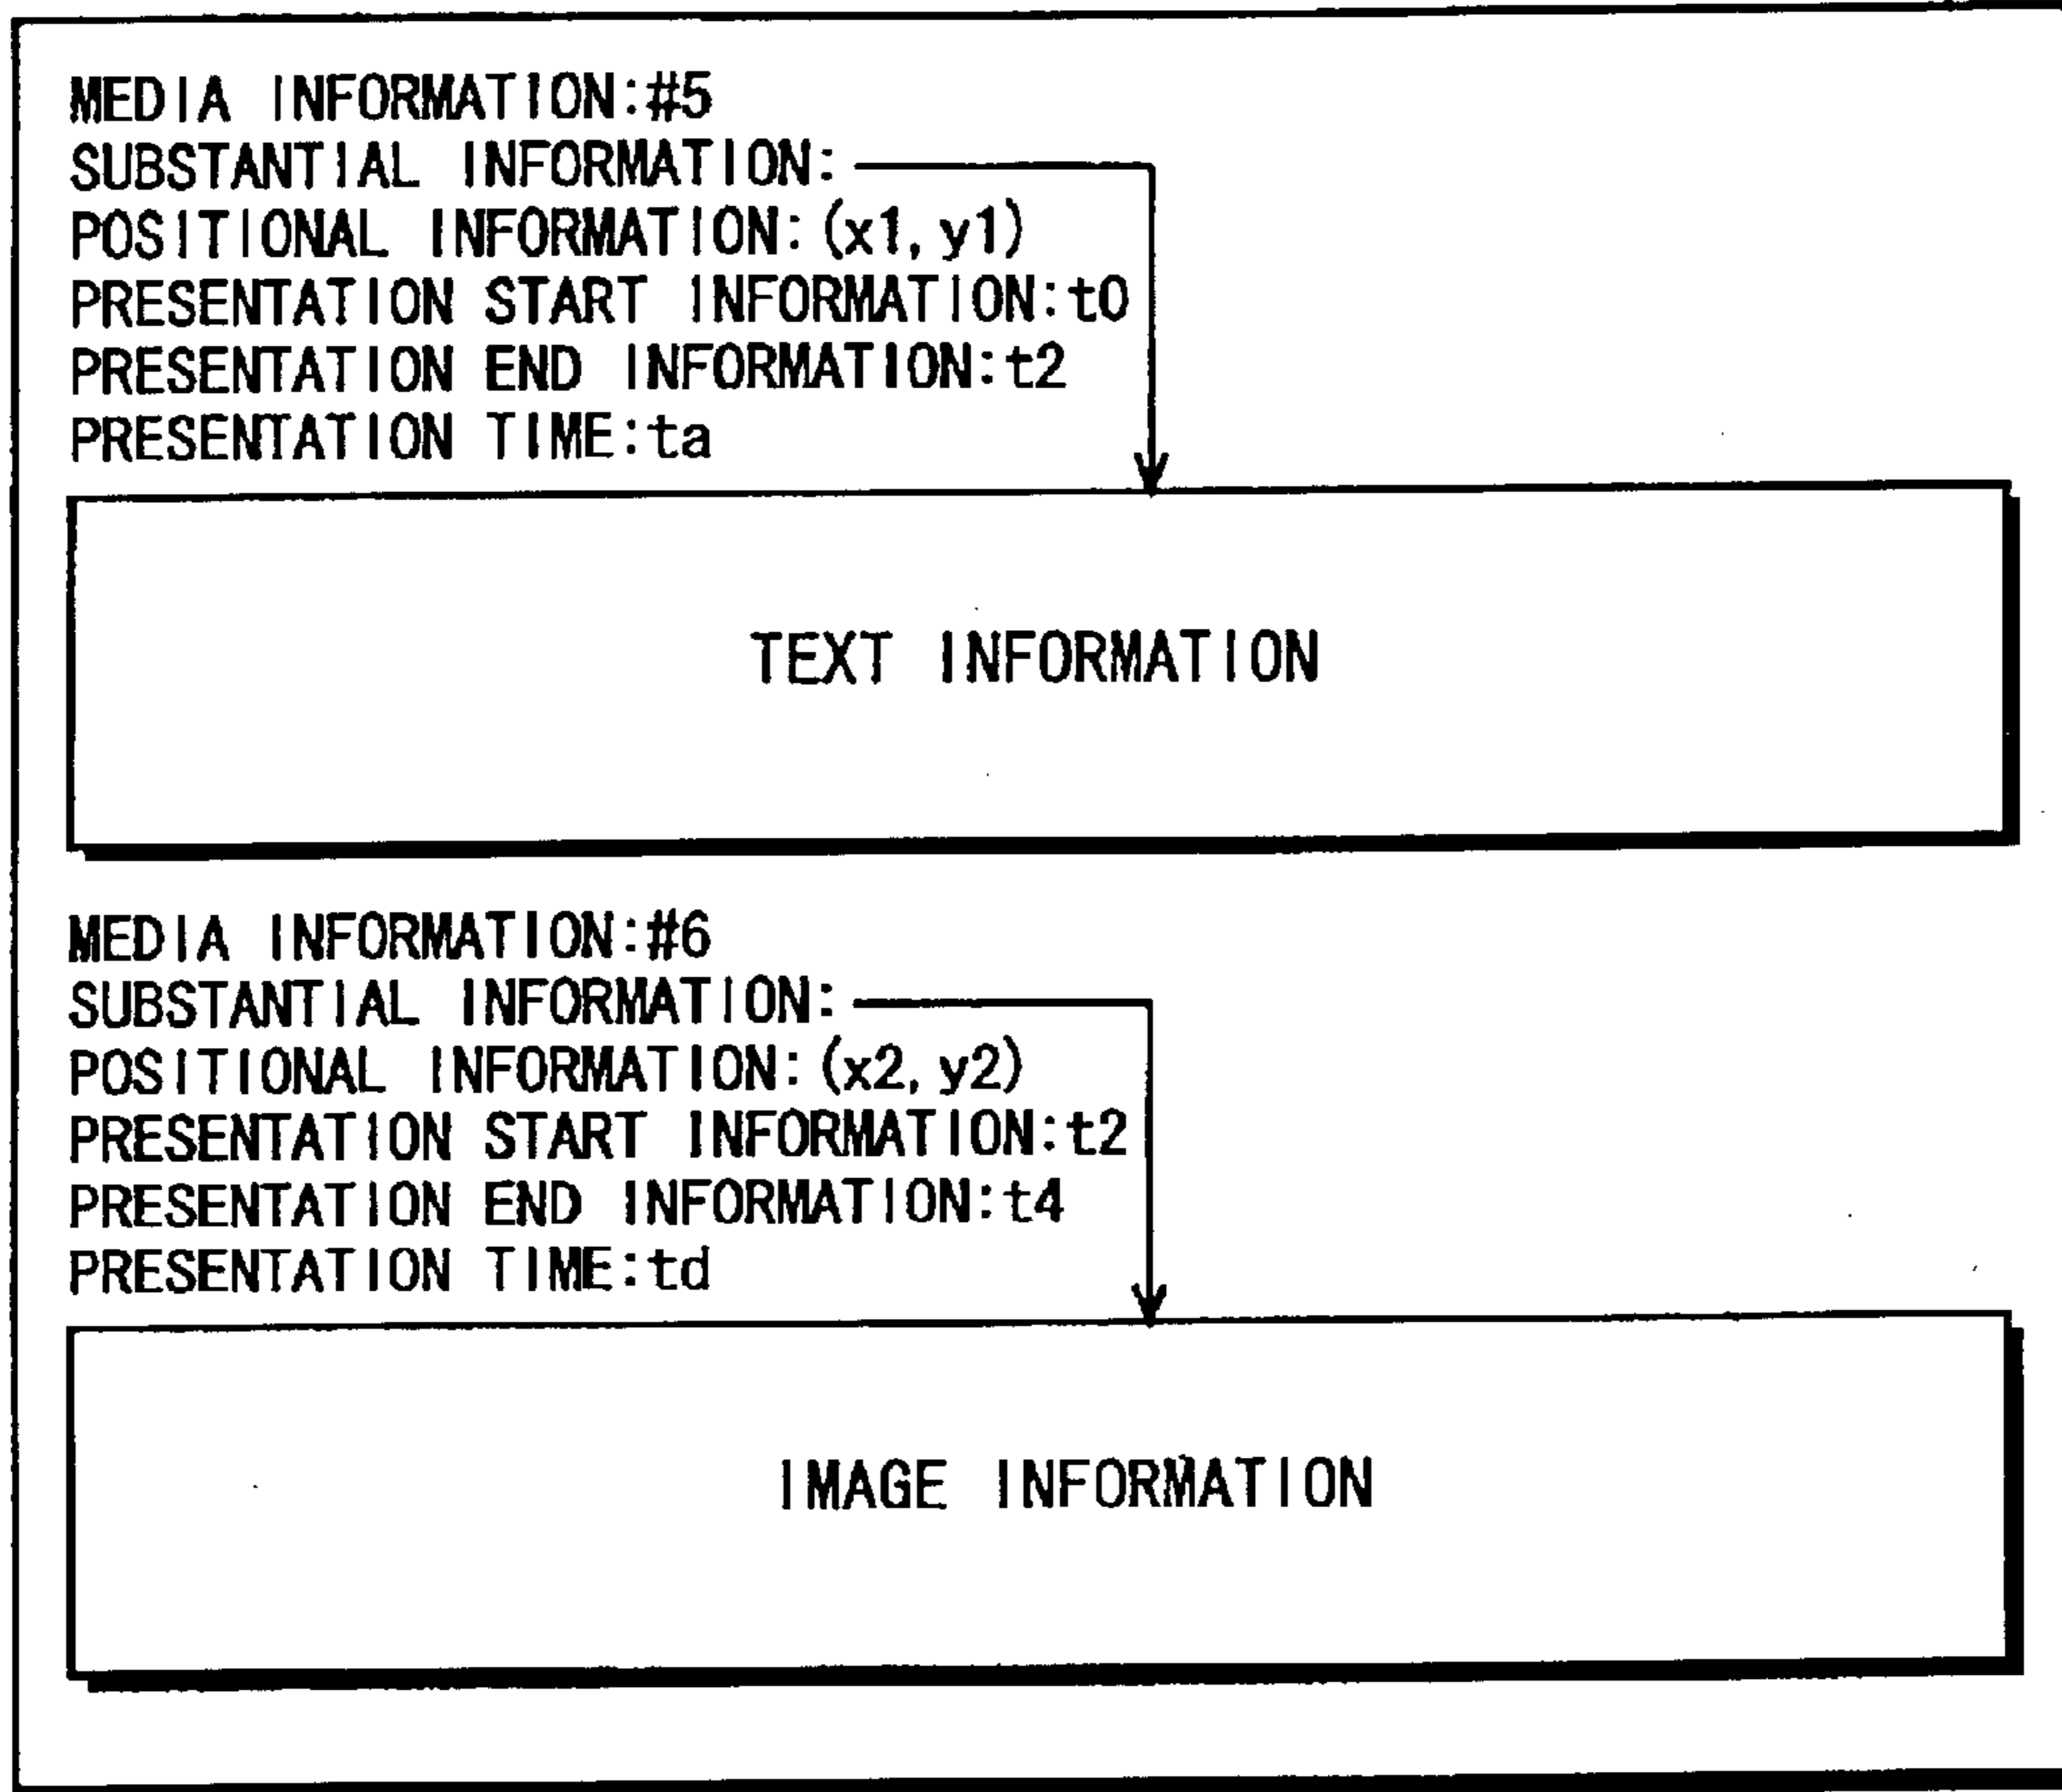 MEDIA INFORMATION:#5
SUBSTANTIAL INFORMATION:
POSITIONAL INFORMATION:(x1,y1)
PRESENTATION START INFORMATION:t0
PRESENTATION END INFORMATION:t2
PRESENTATION TIME:ta
TEXT INFORMATION
MEDIA INFORMATION:#6
SUBSTANTIAL INFORMATION:
POSITIONAL INFORMATION:(x2,y2)
PRESENTATION START INFORMATION:t2
PRESENTATION END INFORMATION:t4
PRESENTATION TIME:td
IMAGE INFORMATION